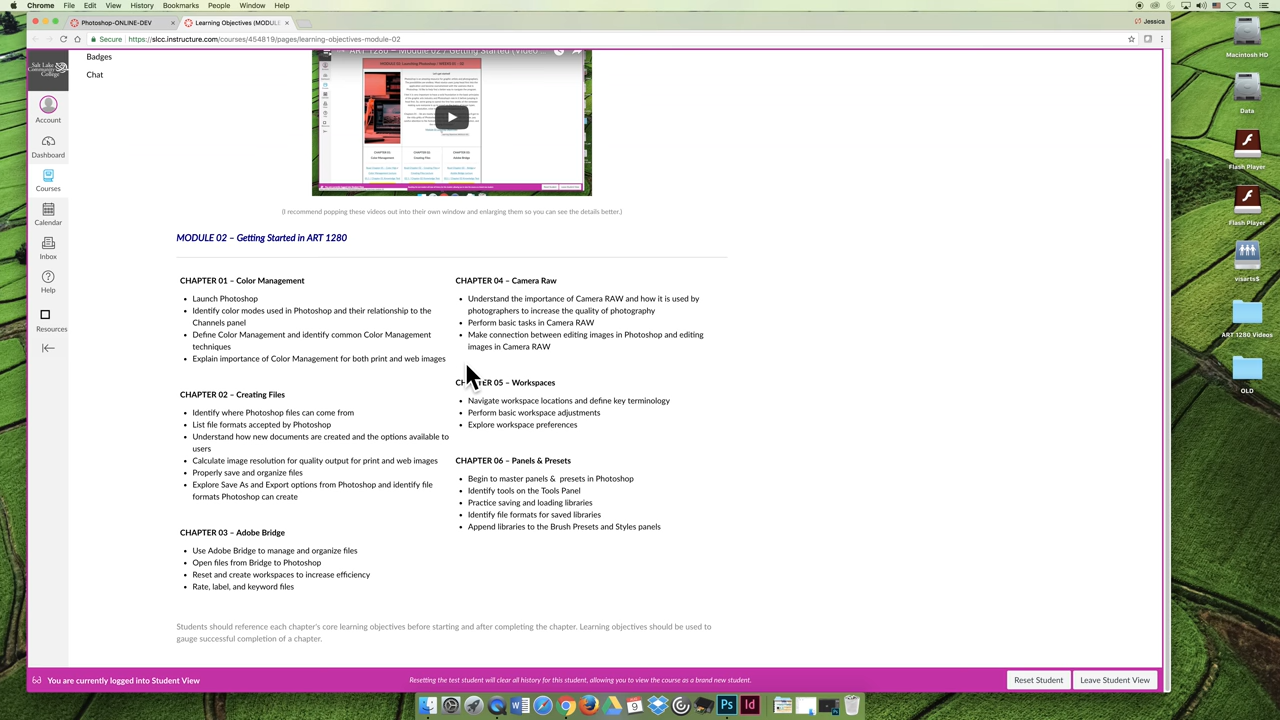 Chrome File Edit View History Bookmarks People Window Help
Photoshop-ONLINE-DEV
Learning Objectives (MODULE
Jessica
Secure https://slcc.instructure.com/courses/454819/pages/learning-objectives-module-02
Salt Lake
Community
College
Account
Dashboard
Courses
Calendar
Inbox
Help
Resources
Badges
Chat
ART 1280 – Module 02 / Getting Started (Video
(I recommend popping these videos out into their own window and enlarging them so you can see the details better.)
MODULE 02 – Getting Started in ART 1280
CHAPTER 01 – Color Management
• Launch Photoshop
• Identify color modes used in Photoshop and their relationship to the
Channels panel
• Define Color Management and identify common Color Management
techniques
• Explain importance of Color Management for both print and web images
CHAPTER 02 – Creating Files
• Identify where Photoshop files can come from
• List file formats accepted by Photoshop
• Understand how new documents are created and the options available to
users
• Calculate image resolution for quality output for print and web images
• Properly save and organize files
• Explore Save As and Export options from Photoshop and identify file
formats Photoshop can create
CHAPTER 03 – Adobe Bridge
• Use Adobe Bridge to manage and organize files
• Open files from Bridge to Photoshop
• Reset and create workspaces to increase efficiency
• Rate, label, and keyword files
CHAPTER 04 – Camera Raw
• Understand the importance of Camera RAW and how it is used by
photographers to increase the quality of photography
• Perform basic tasks in Camera RAW
• Make connection between editing images in Photoshop and editing
images in Camera RAW
CHAPTER 05 – Workspaces
• Navigate workspace locations and define key terminology
• Perform basic workspace adjustments
• Explore workspace preferences
CHAPTER 06 – Panels & Presets
• Begin to master panels & presets in Photoshop
• Identify tools on the Tools Panel
• Practice saving and loading libraries
• Identify file formats for saved libraries
• Append libraries to the Brush Presets and Styles panels
Students should reference each chapter's core learning objectives before starting and after completing the chapter. Learning objectives should be used to
gauge successful completion of a chapter.
You are currently logged into Student View
Resetting the test student will clear all history for this student, allowing you to view the course as a brand new student.
Reset Student
Leave Student View
Macintosh HD
Data
Flash Player
Flash Player
visarts$
ART 1280 Videos
OLD
9
Ps
Id